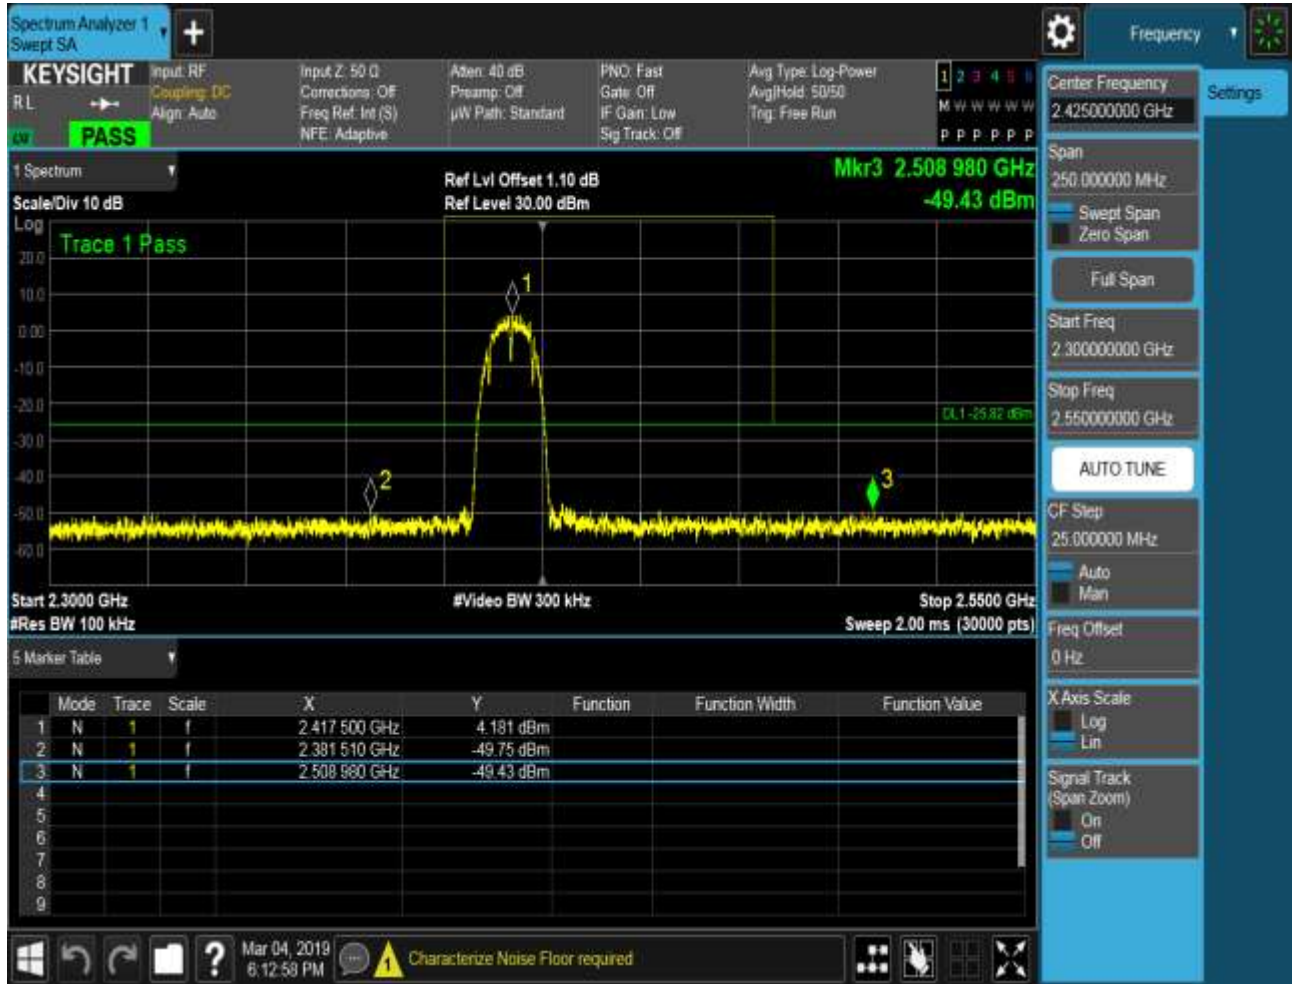 Spectrum Analyzer 1
Swept SA
+
Frequency
KEYSIGHT
R L
PASS
Input: RF
Coupling: DC
Align: Auto
Input Z: 50 Ω
Corrections: Off
Freq Ref: Int (S)
NFE: Adaptive
Atten: 40 dB
Preamp: Off
µW Path: Standard
PNO: Fast
Gate: Off
IF Gain: Low
Sig Track: Off
Avg Type: Log-Power
Avg|Hold: 50/50
Trig: Free Run
1 2 3 4 5 6
M W W W W W
P P P P P P
1 Spectrum
Scale/Div 10 dB
Ref Lvl Offset 1.10 dB
Ref Level 30.00 dBm
Mkr3 2.508 980 GHz
-49.43 dBm
Log
Trace 1 Pass
20.0
10.0
0.00
-10.0
-20.0
-30.0
-40.0
-50.0
-60.0
1
2
3
DL1 -25.82 dBm
Start 2.3000 GHz
#Res BW 100 kHz
#Video BW 300 kHz
Stop 2.5500 GHz
Sweep 2.00 ms (30000 pts)
5 Marker Table
Mode Trace Scale X Y Function Function Width Function Value
1 N 1 f 2.417 500 GHz 4.181 dBm
2 N 1 f 2.381 510 GHz -49.75 dBm
3 N 1 f 2.508 980 GHz -49.43 dBm
4
5
6
7
8
9
Center Frequency
2.425000000 GHz
Settings
Span
250.000000 MHz
Swept Span
Zero Span
Full Span
Start Freq
2.300000000 GHz
Stop Freq
2.550000000 GHz
AUTO TUNE
CF Step
25.000000 MHz
Auto
Man
Freq Offset
0 Hz
X Axis Scale
Log
Lin
Signal Track
(Span Zoom)
On
Off
?
Mar 04, 2019
6:12:58 PM
1
Characterize Noise Floor required